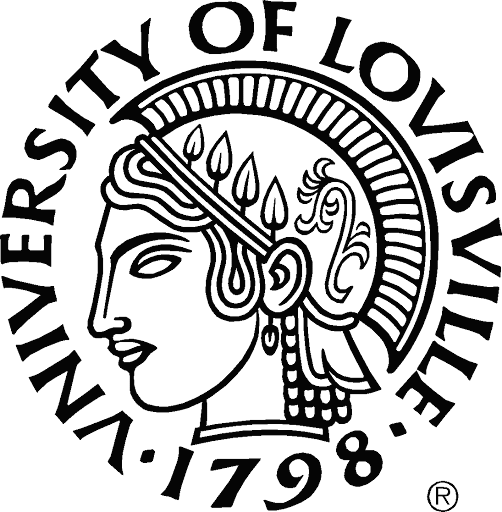 VNIVERSITY OF LOVISVILLE
· 1798 ·
®